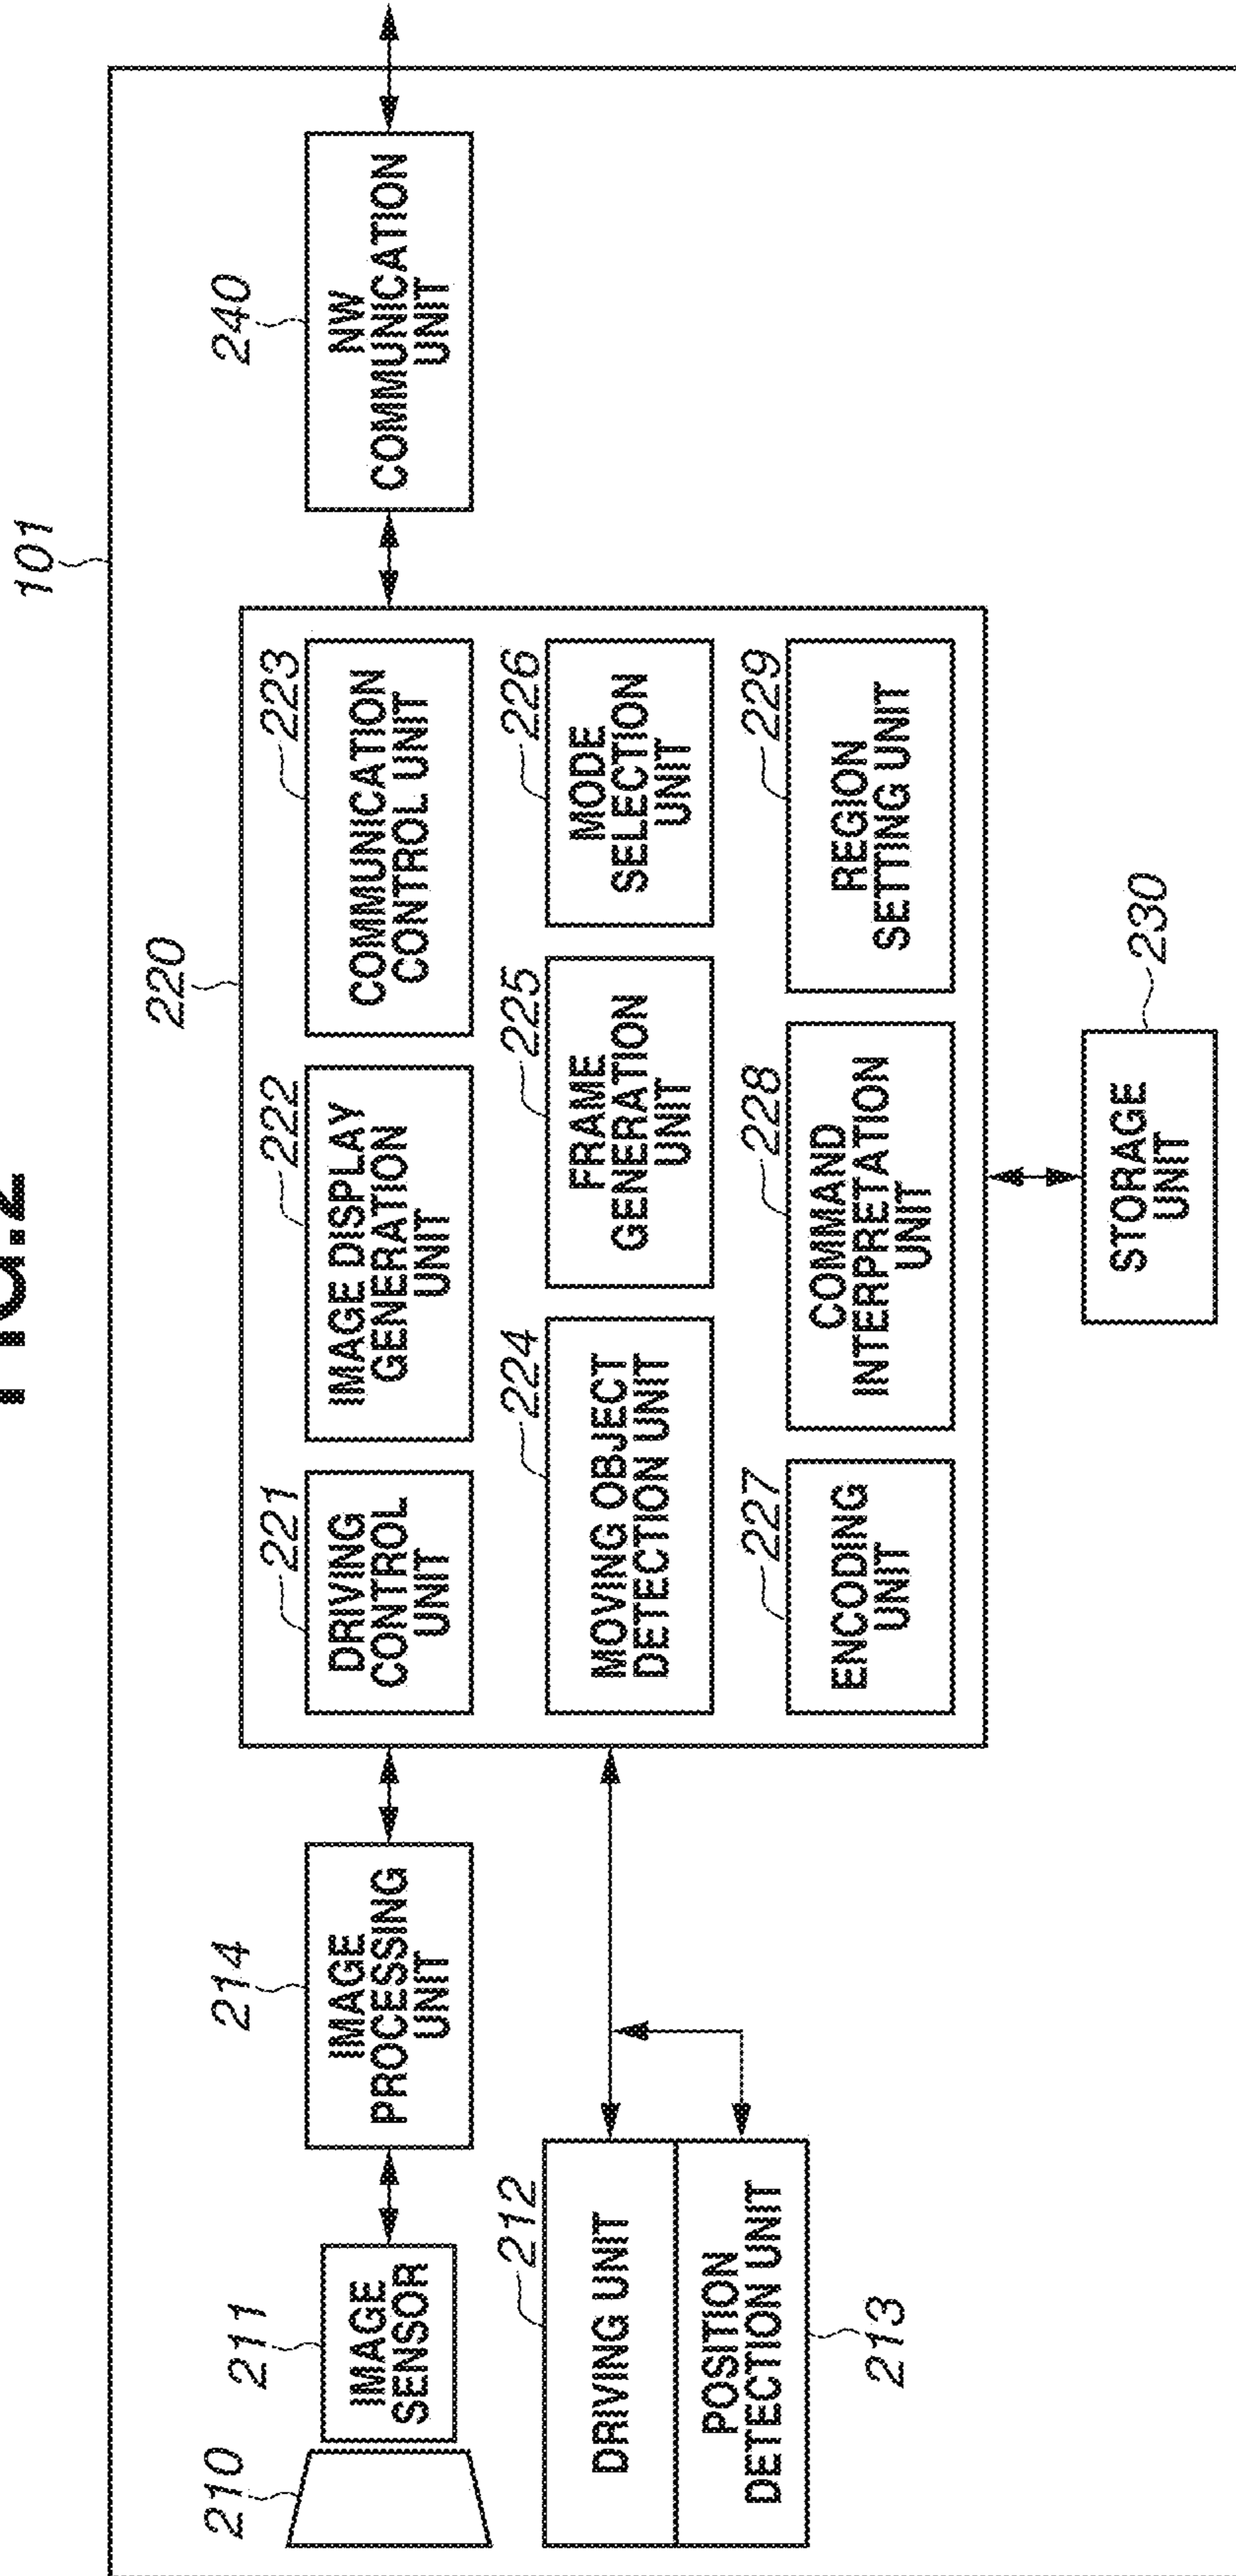 FIG.2
101
210
211
IMAGE
SENSOR
214
IMAGE
PROCESSING
UNIT
212
DRIVING UNIT
POSITION
DETECTION UNIT
213
220
221
DRIVING
CONTROL
UNIT
222
IMAGE DISPLAY
GENERATION
UNIT
223
COMMUNICATION
CONTROL UNIT
224
MOVING OBJECT
DETECTION UNIT
225
FRAME
GENERATION
UNIT
226
MODE
SELECTION
UNIT
227
ENCODING
UNIT
228
COMMAND
INTERPRETATION
UNIT
229
REGION
SETTING UNIT
230
STORAGE
UNIT
240
NW
COMMUNICATION
UNIT